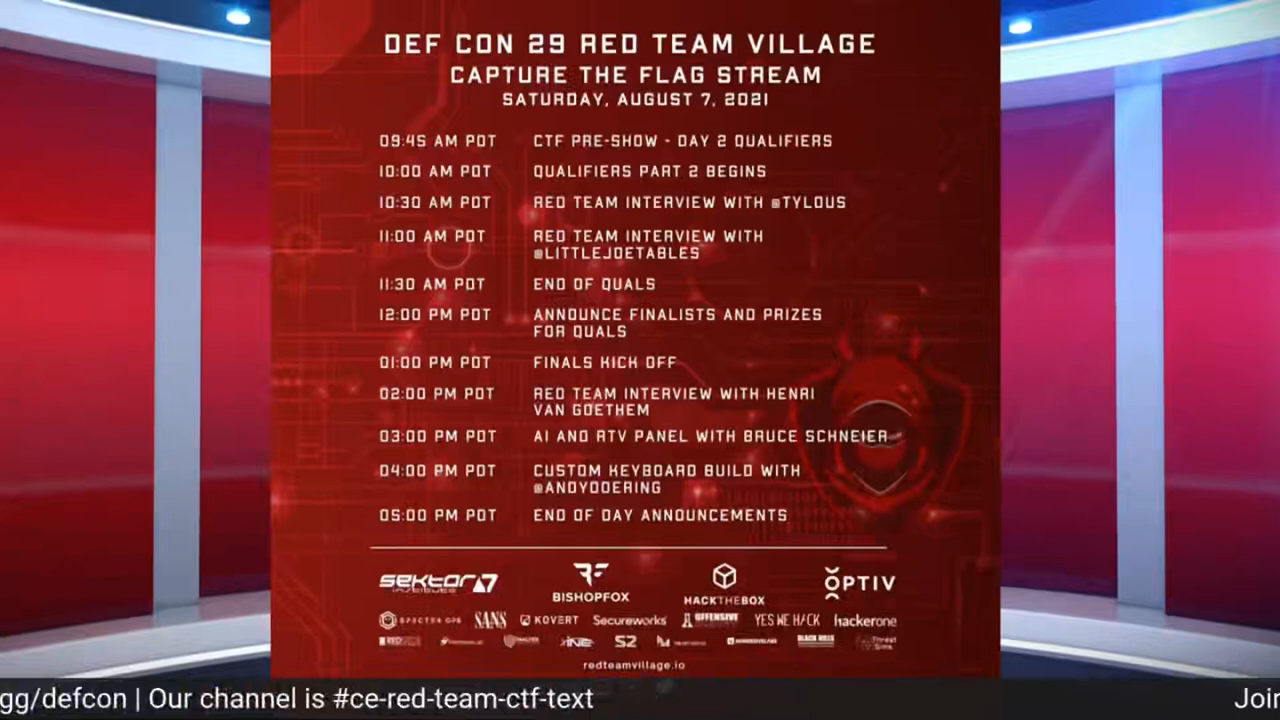 DEF CON 29 RED TEAM VILLAGE
CAPTURE THE FLAG STREAM
SATURDAY, AUGUST 7, 2021
09:45 AM PDT CTF PRE-SHOW - DAY 2 QUALIFIERS
10:00 AM PDT QUALIFIERS PART 2 BEGINS
10:30 AM PDT RED TEAM INTERVIEW WITH @TYLOUS
11:00 AM PDT RED TEAM INTERVIEW WITH
@LITTLEJOETABLES
11:30 AM PDT END OF QUALS
12:00 PM PDT ANNOUNCE FINALISTS AND PRIZES
FOR QUALS
01:00 PM PDT FINALS KICK OFF
02:00 PM PDT RED TEAM INTERVIEW WITH HENRI
VAN GOETHEM
03:00 PM PDT AI AND RTV PANEL WITH BRUCE SCHNEIER
04:00 PM PDT CUSTOM KEYBOARD BUILD WITH
@ANDYDOERING
05:00 PM PDT END OF DAY ANNOUNCEMENTS
SEKTOR7 INSTITUTE BISHOPFOX HACKTHEBOX OPTIV
SPECTER OPS SANS KOVERT Secureworks OFFENSIVE YES WE H/CK hackerone
INE S2 BLACK HILLS
redteamvillage.io
gg/defcon | Our channel is #ce-red-team-ctf-text Join